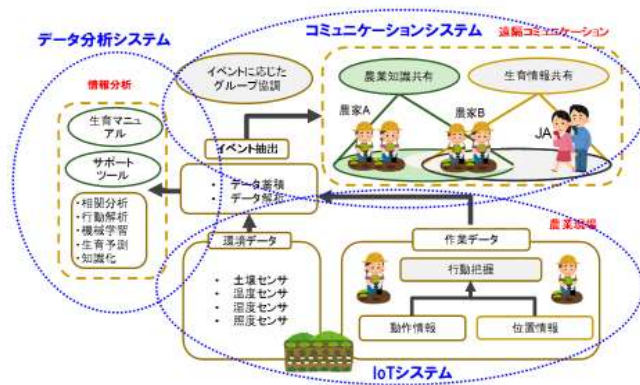 データ分析システム
コミュニケーションシステム
遠隔コミュニケーション
情報分析
イベントに応じた
グループ協調
農業知識共有
生育情報共有
農家A
農家B
JA
生育マニュ
アル
サポート
ツール
イベント抽出
・ データ蓄積
データ解析
・相関分析
・行動解析
・機械学習
・生育予測
・知識化
環境データ
作業データ
農業現場
・ 土壌センサ
・ 温度センサ
・ 湿度センサ
・ 照度センサ
行動把握
動作情報
位置情報
IoTシステム